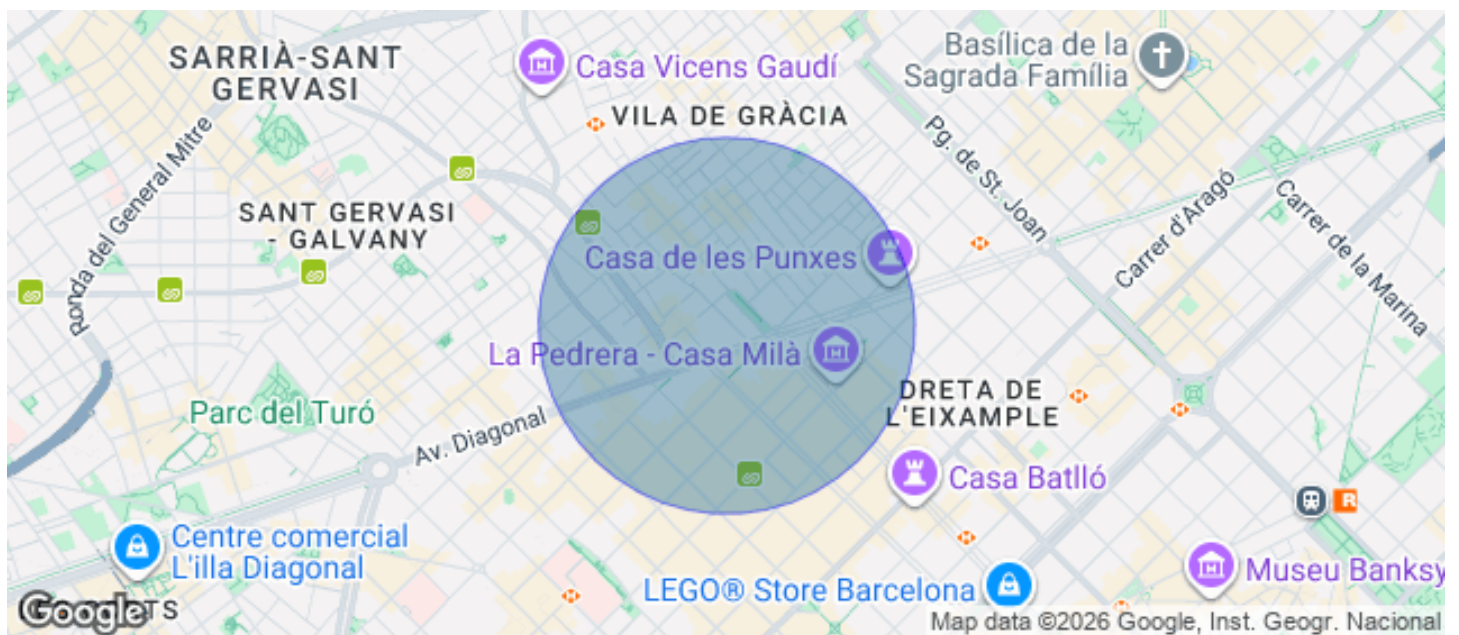 SARRIÀ-SANT
GERVASI
Casa Vicens Gaudí
Basílica de la
Sagrada Família
VILA DE GRÀCIA
Ronda del General Mitre
Pg. de St. Joan
Carrer d'Aragó
Carrer de la Marina
SANT GERVASI
- GALVANY
Casa de les Punxes
La Pedrera - Casa Milà
DRETA DE
L'EIXAMPLE
Parc del Turó
Av. Diagonal
Casa Batlló
R
Centre comercial
L'illa Diagonal
LEGO® Store Barcelona
Museu Banksy
Google
TS
Map data ©2026 Google, Inst. Geogr. Nacional